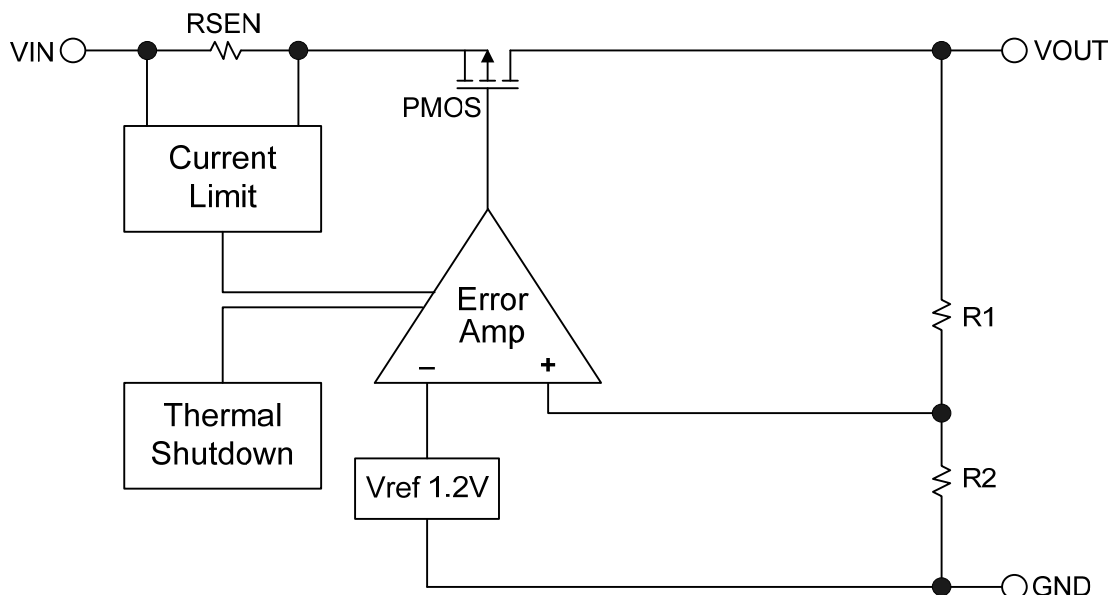 RSEN
VIN
VOUT
PMOS
Current
Limit
Error
Amp
− +
R1
Thermal
Shutdown
Vref 1.2V
R2
GND